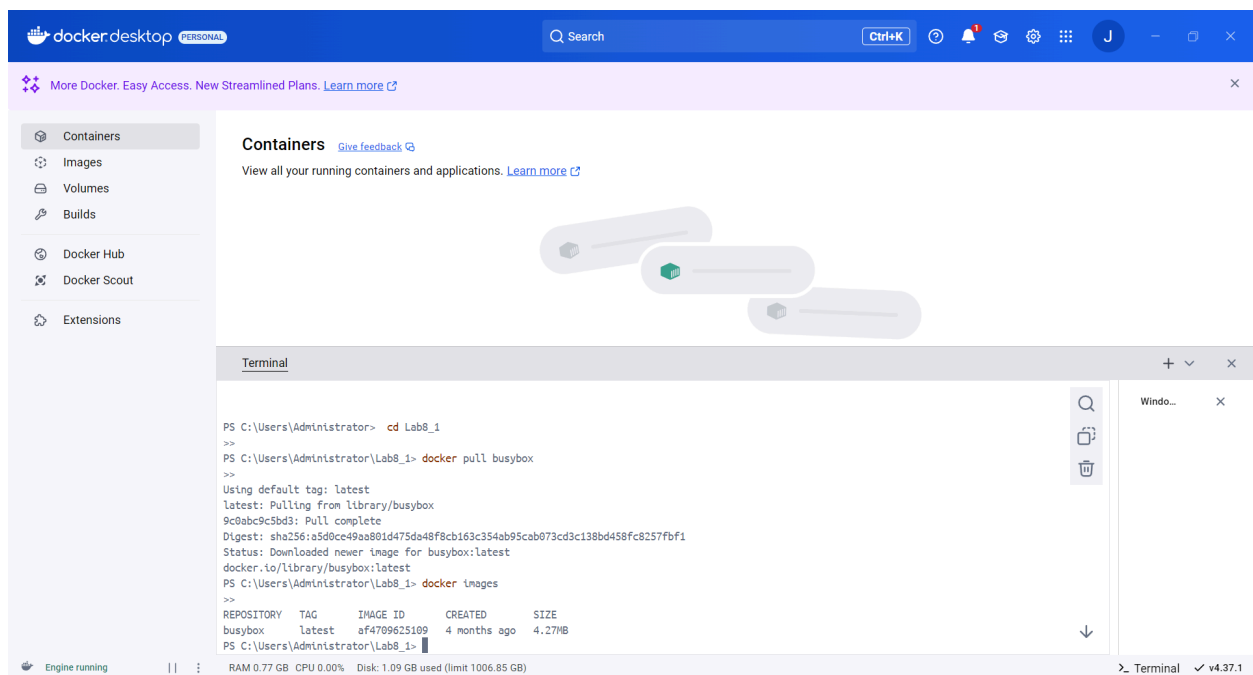 docker.desktop PERSONAL
Search
Ctrl+K
1
J
More Docker. Easy Access. New Streamlined Plans. Learn more
Containers
Images
Volumes
Builds
Docker Hub
Docker Scout
Extensions
Containers Give feedback
View all your running containers and applications. Learn more
Terminal
Windo...
PS C:\Users\Administrator>  cd Lab8_1
>>
PS C:\Users\Administrator\Lab8_1> docker pull busybox
>>
Using default tag: latest
latest: Pulling from library/busybox
9c0abc9c5bd3: Pull complete
Digest: sha256:a5d0ce49aa801d475da48f8cb163c354ab95cab073cd3c138bd458fc8257fbf1
Status: Downloaded newer image for busybox:latest
docker.io/library/busybox:latest
PS C:\Users\Administrator\Lab8_1> docker images
>>
REPOSITORY   TAG       IMAGE ID       CREATED        SIZE
busybox      latest    af4709625109   4 months ago   4.27MB
PS C:\Users\Administrator\Lab8_1>
Engine running
RAM 0.77 GB CPU 0.00% Disk: 1.09 GB used (limit 1006.85 GB)
>_ Terminal
v4.37.1